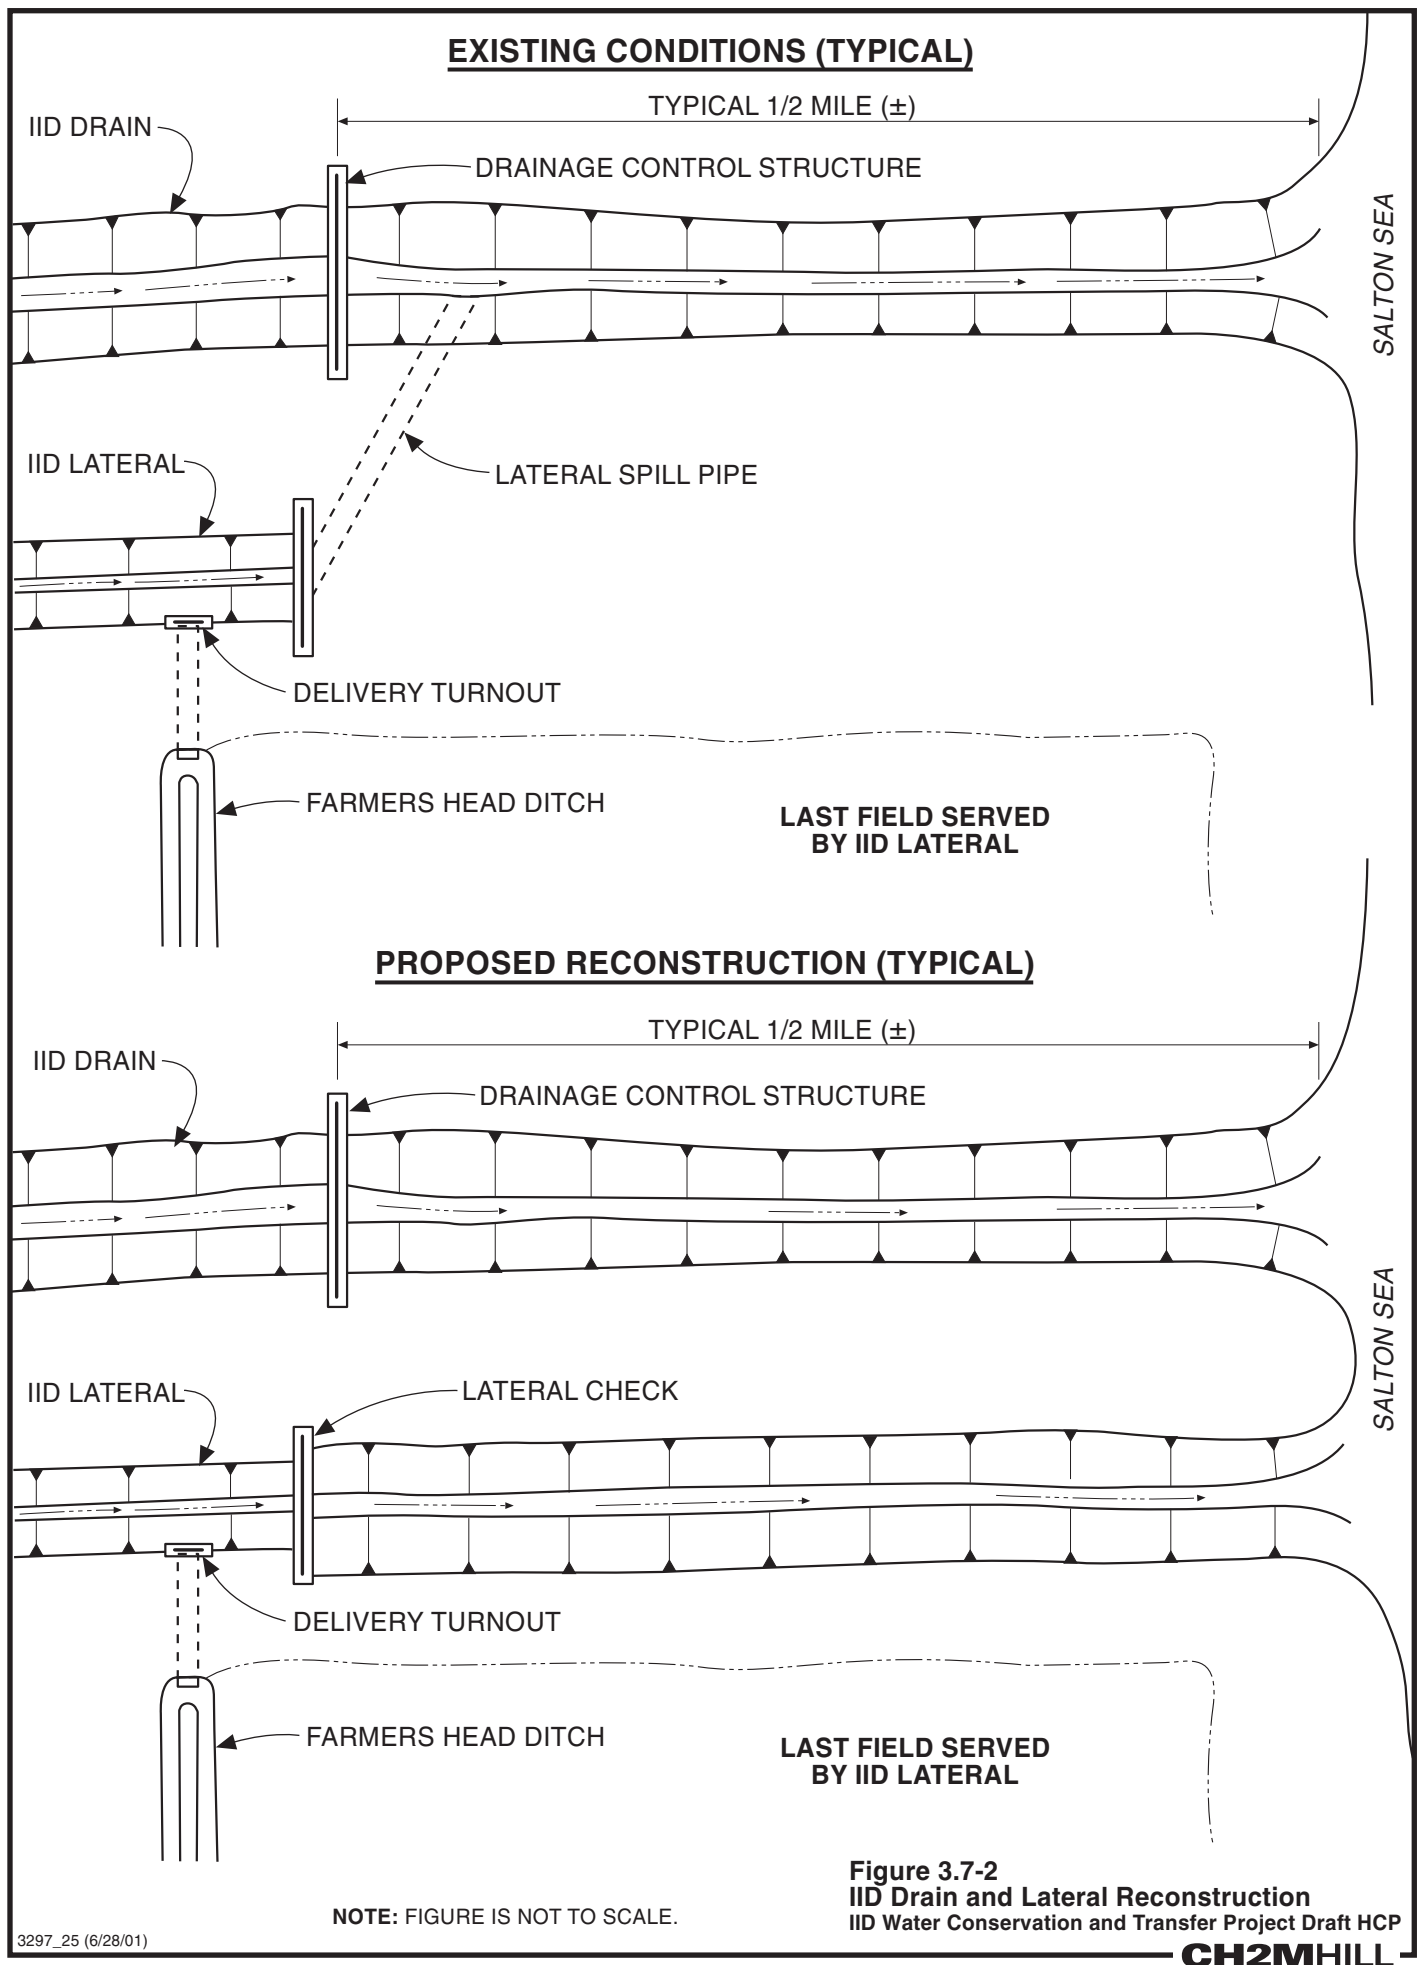 EXISTING CONDITIONS (TYPICAL)
TYPICAL 1/2 MILE (±)
IID DRAIN
DRAINAGE CONTROL STRUCTURE
SALTON SEA
IID LATERAL
LATERAL SPILL PIPE
DELIVERY TURNOUT
FARMERS HEAD DITCH
LAST FIELD SERVED
BY IID LATERAL
PROPOSED RECONSTRUCTION (TYPICAL)
TYPICAL 1/2 MILE (±)
IID DRAIN
DRAINAGE CONTROL STRUCTURE
SALTON SEA
IID LATERAL
LATERAL CHECK
DELIVERY TURNOUT
FARMERS HEAD DITCH
LAST FIELD SERVED
BY IID LATERAL
Figure 3.7-2
IID Drain and Lateral Reconstruction
IID Water Conservation and Transfer Project Draft HCP
NOTE: FIGURE IS NOT TO SCALE.
3297_25 (6/28/01)
CH2MHILL